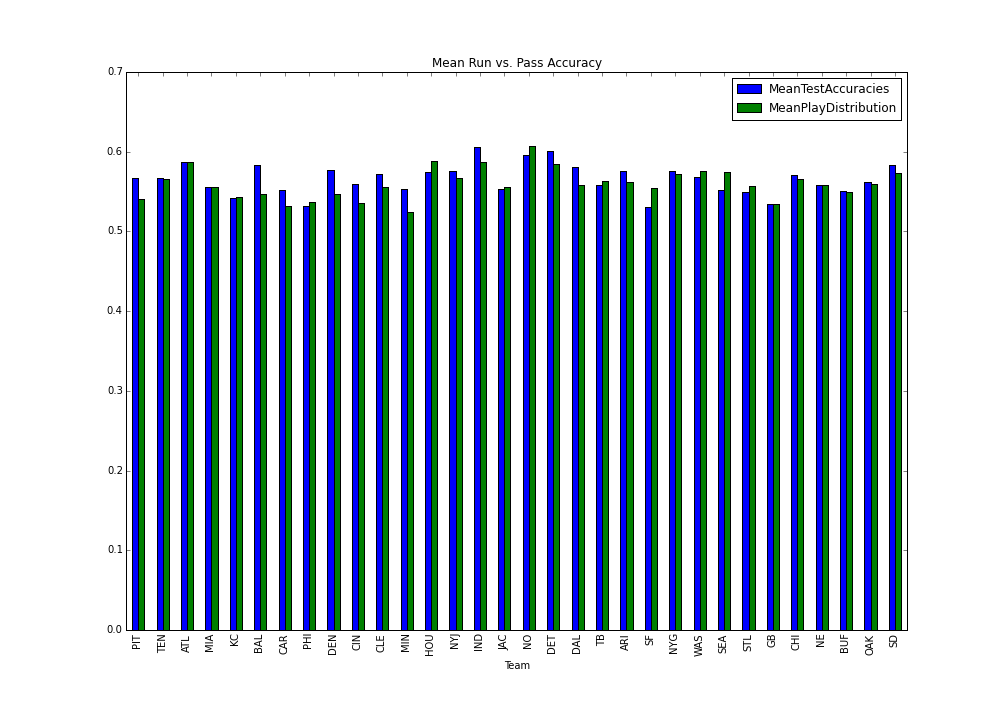 Mean Run vs. Pass Accuracy
MeanTestAccuracies
MeanPlayDistribution
0.7
0.6
0.5
0.4
0.3
0.2
0.1
0.0
PIT TEN ATL MIA KC BAL CAR PHI DEN CIN CLE MIN HOU NYJ IND JAC NO DET DAL TB ARI SF NYG WAS SEA STL GB CHI NE BUF OAK SD
Team